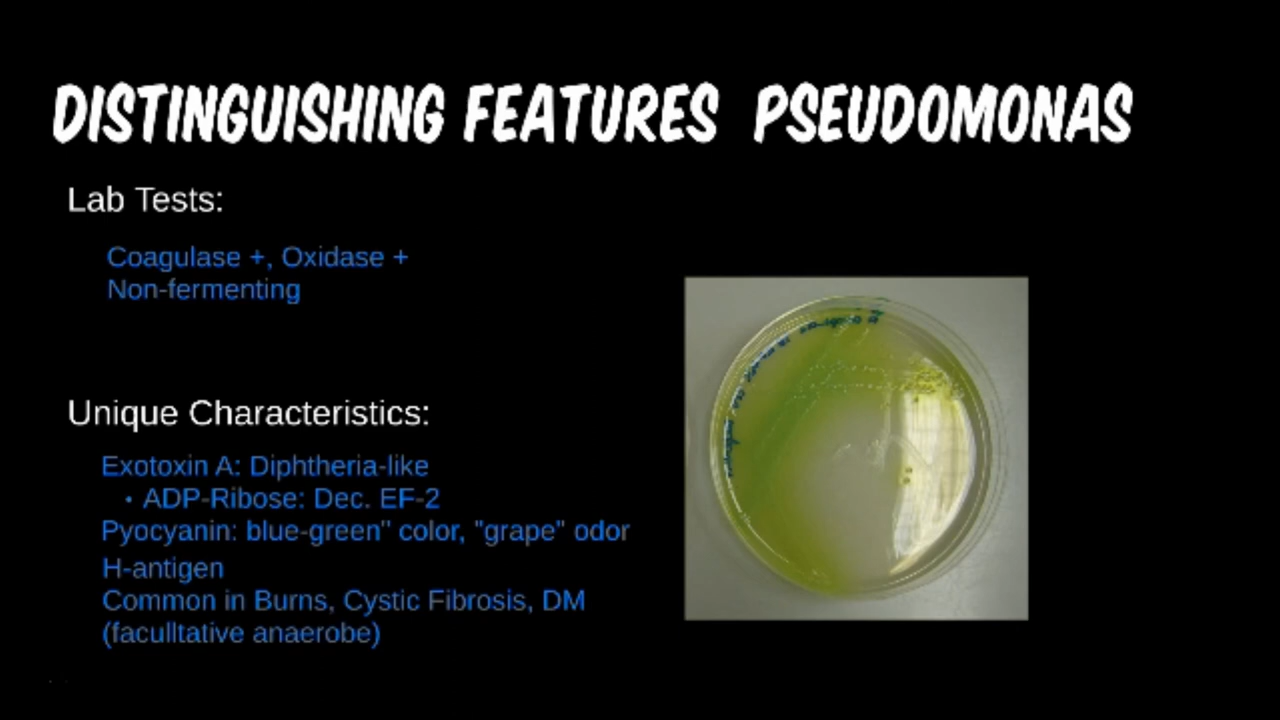 DISTINGUISHING FEATURES PSEUDOMONAS
Lab Tests:
Coagulase +, Oxidase +
Non-fermenting
Unique Characteristics:
Exotoxin A: Diphtheria-like
• ADP-Ribose: Dec. EF-2
Pyocyanin: blue-green" color, "grape" odor
H-antigen
Common in Burns, Cystic Fibrosis, DM
(faculltative anaerobe)